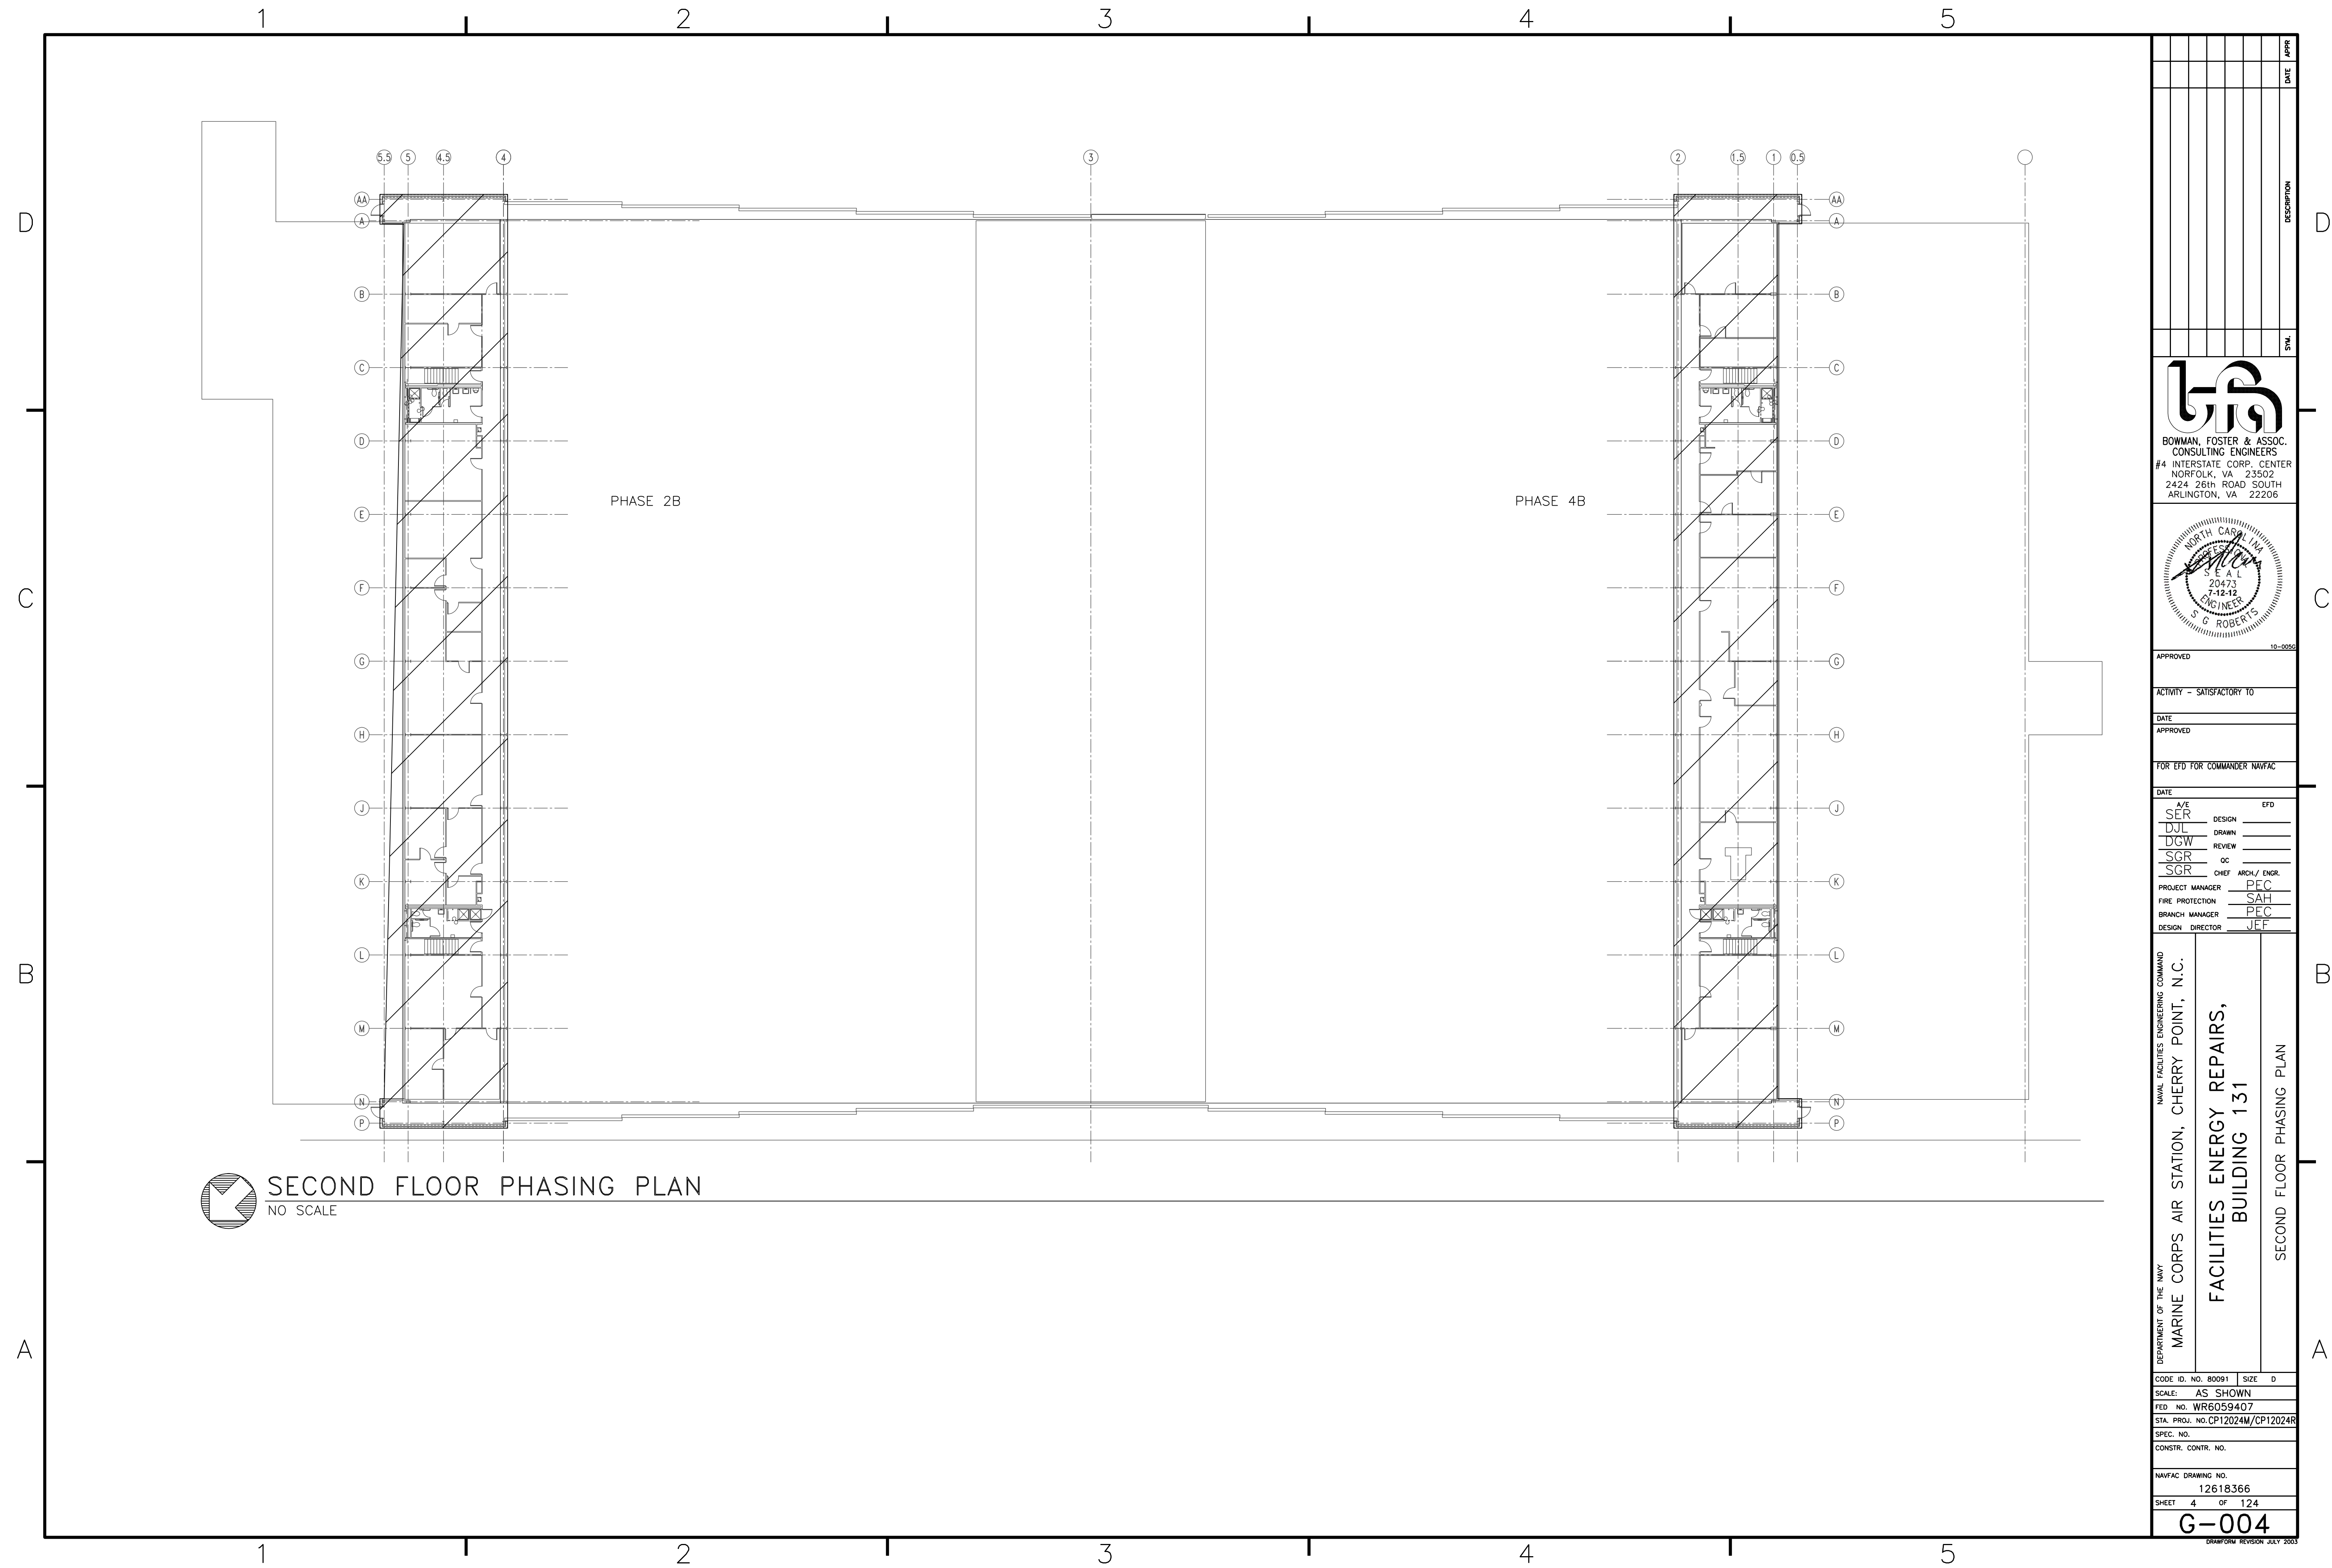 1 2 3 4 5
D D
C C
B B
A A
1 2 3 4 5
5.5 5 4.5 4 3 2 1.5 1 0.5
AA AA
A A
B B
C C
D D
E E
F F
G G
H H
J J
K K
L L
M M
N N
P P
PHASE 2B
PHASE 4B
SECOND FLOOR PHASING PLAN
NO SCALE
SYM. DESCRIPTION DATE APPR
bfa
BOWMAN, FOSTER & ASSOC.
CONSULTING ENGINEERS
#4 INTERSTATE CORP. CENTER
NORFOLK, VA 23502
2424 26th ROAD SOUTH
ARLINGTON, VA 22206
NORTH CAROLINA
PROFESSIONAL
SEAL
20473
7-12-12
ENGINEER
S G ROBERTS
10-005G
APPROVED
ACTIVITY - SATISFACTORY TO
DATE
APPROVED
FOR EFD FOR COMMANDER NAVFAC
DATE
A/E EFD
SER DESIGN
DJL DRAWN
DGW REVIEW
SGR QC
SGR CHIEF ARCH./ ENGR.
PROJECT MANAGER PEC
FIRE PROTECTION SAH
BRANCH MANAGER PEC
DESIGN DIRECTOR JEF
DEPARTMENT OF THE NAVY NAVAL FACILITIES ENGINEERING COMMAND
MARINE CORPS AIR STATION, CHERRY POINT, N.C.
FACILITIES ENERGY REPAIRS,
BUILDING 131
SECOND FLOOR PHASING PLAN
CODE ID. NO. 80091 SIZE D
SCALE: AS SHOWN
FED NO. WR6059407
STA. PROJ. NO. CP12024M/CP12024R
SPEC. NO.
CONSTR. CONTR. NO.
NAVFAC DRAWING NO.
12618366
SHEET 4 OF 124
G-004
DRAWFORM REVISION JULY 2003